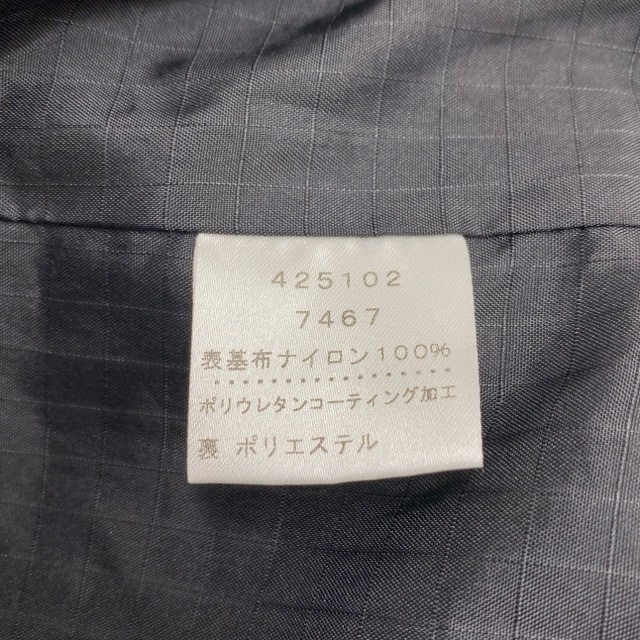 425102
7467
表基布ナイロン100%
ポリウレタンコーティング加工
裏 ポリエステル